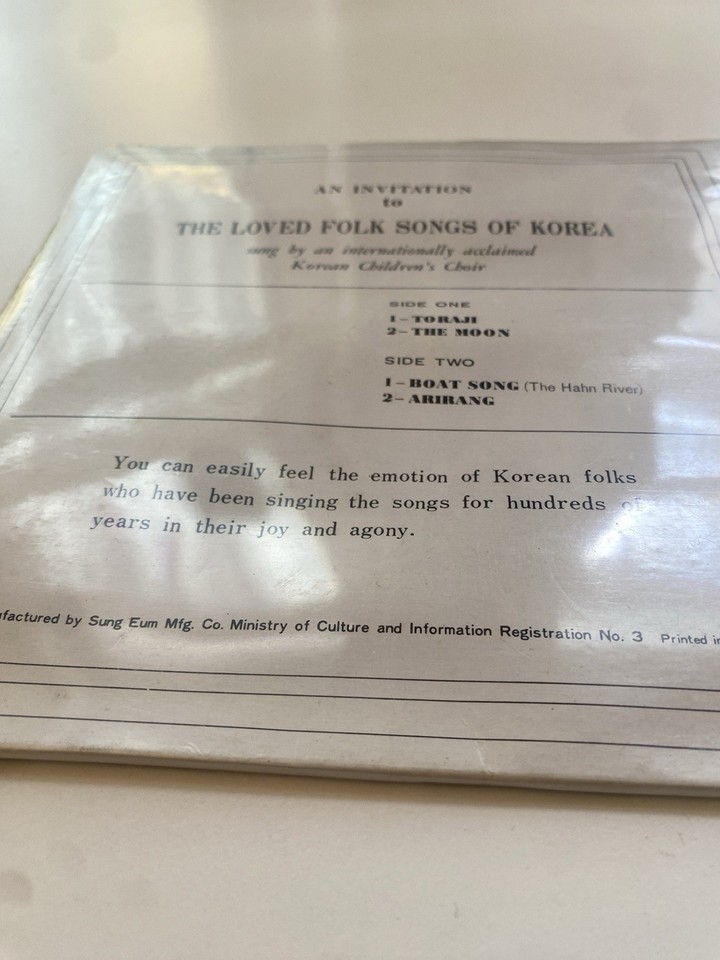 AN INVITATION
to
THE LOVED FOLK SONGS OF KOREA
sung by an internationally acclaimed
Korean Children's Choir
SIDE ONE
1-TORAJI
2-THE MOON
SIDE TWO
1-BOAT SONG (The Hahn River)
2-ARIRANG
You can easily feel the emotion of Korean folks
who have been singing the songs for hundreds of
years in their joy and agony.
factured by Sung Eum Mfg. Co. Ministry of Culture and Information Registration No. 3 Printed in